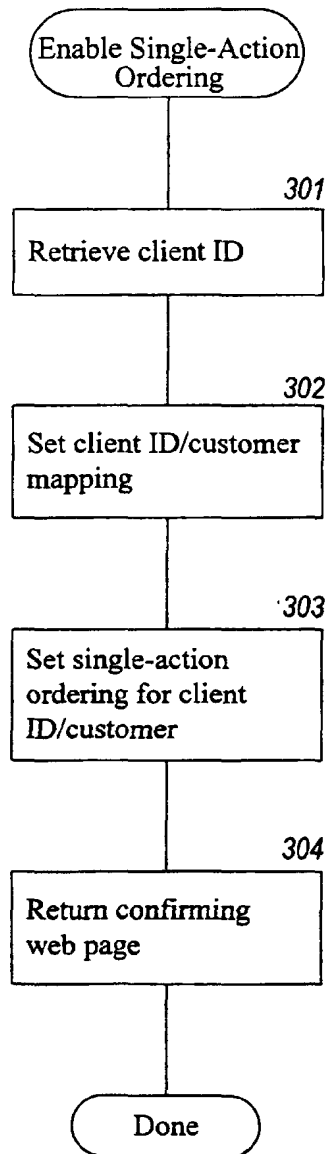 Enable Single-Action
Ordering
301
Retrieve client ID
302
Set client ID/customer
mapping
303
Set single-action
ordering for client
ID/customer
304
Return confirming
web page
Done